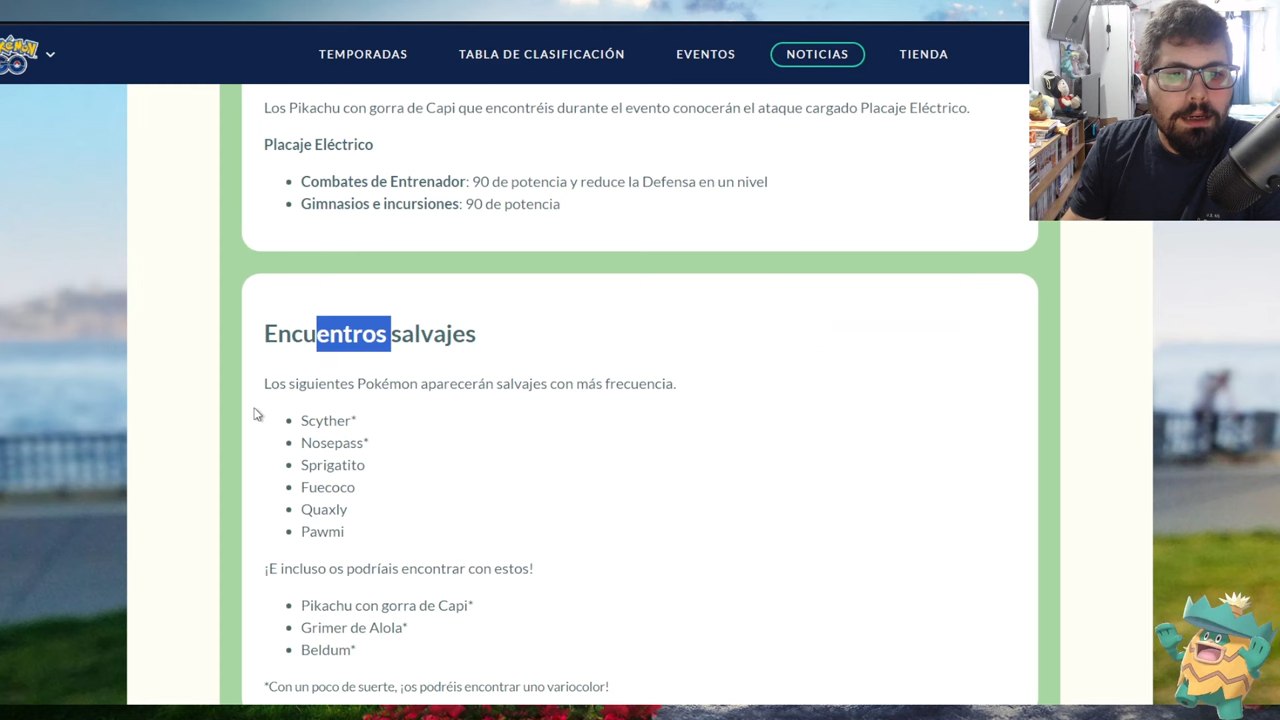 TEMPORADAS TABLA DE CLASIFICACIÓN EVENTOS NOTICIAS TIENDA
Los Pikachu con gorra de Capi que encontréis durante el evento conocerán el ataque cargado Placaje Eléctrico.
Placaje Eléctrico
Combates de Entrenador: 90 de potencia y reduce la Defensa en un nivel
Gimnasios e incursiones: 90 de potencia
Encuentros salvajes
Los siguientes Pokémon aparecerán salvajes con más frecuencia.
Scyther*
Nosepass*
Sprigatito
Fuecoco
Quaxly
Pawmi
¡E incluso os podríais encontrar con estos!
Pikachu con gorra de Capi*
Grimer de Alola*
Beldum*
*Con un poco de suerte, ¡os podréis encontrar uno variocolor!